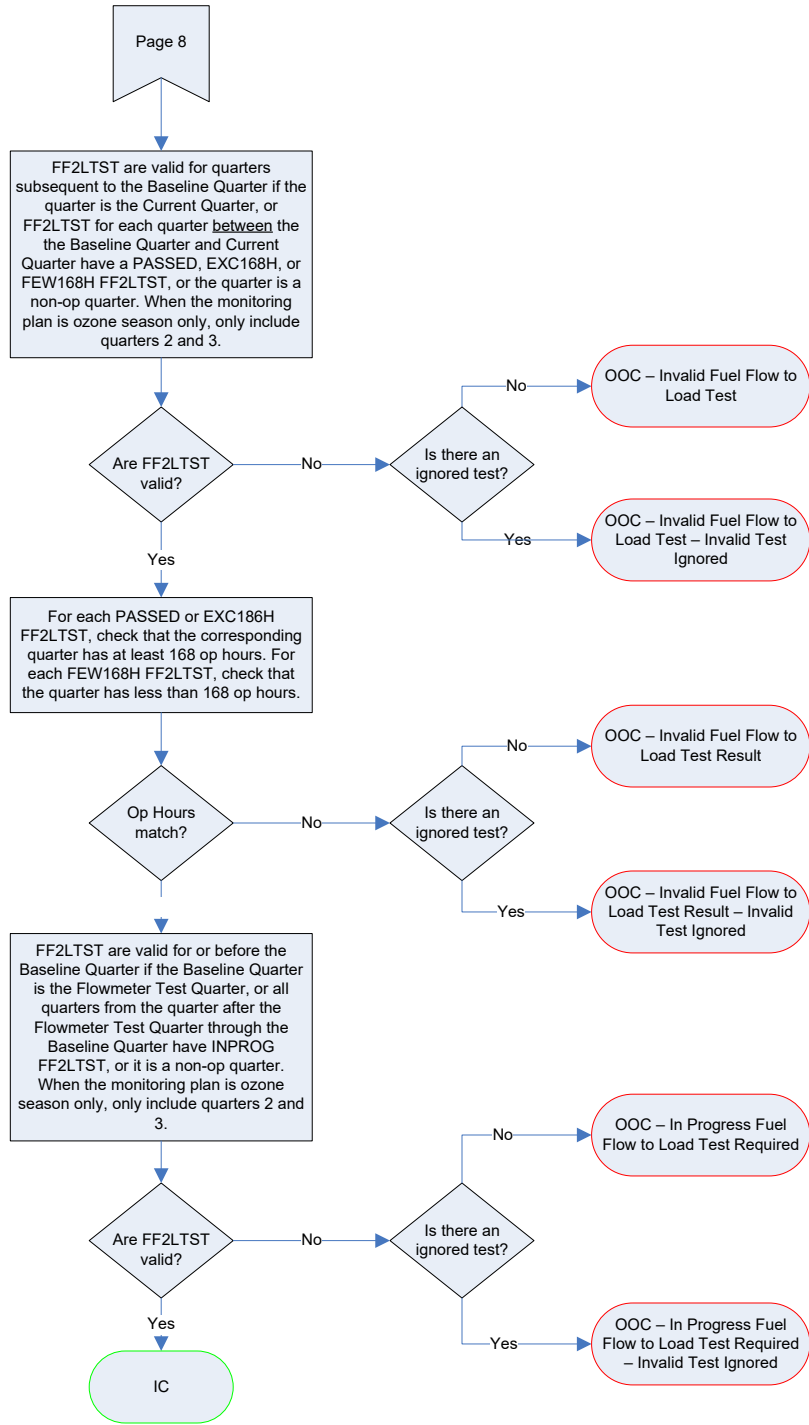 Page 8
FF2LTST are valid for quarters
subsequent to the Baseline Quarter if the
quarter is the Current Quarter, or
FF2LTST for each quarter between the
the Baseline Quarter and Current
Quarter have a PASSED, EXC168H, or
FEW168H FF2LTST, or the quarter is a
non-op quarter. When the monitoring
plan is ozone season only, only include
quarters 2 and 3.
Are FF2LTST
valid?
No
Is there an
ignored test?
No
OOC – Invalid Fuel Flow to
Load Test
Yes
OOC – Invalid Fuel Flow to
Load Test – Invalid Test
Ignored
Yes
For each PASSED or EXC186H
FF2LTST, check that the corresponding
quarter has at least 168 op hours. For
each FEW168H FF2LTST, check that
the quarter has less than 168 op hours.
Op Hours
match?
No
Is there an
ignored test?
No
OOC – Invalid Fuel Flow to
Load Test Result
Yes
OOC – Invalid Fuel Flow to
Load Test Result – Invalid
Test Ignored
FF2LTST are valid for or before the
Baseline Quarter if the Baseline Quarter
is the Flowmeter Test Quarter, or all
quarters from the quarter after the
Flowmeter Test Quarter through the
Baseline Quarter have INPROG
FF2LTST, or it is a non-op quarter.
When the monitoring plan is ozone
season only, only include quarters 2 and
3.
Are FF2LTST
valid?
No
Is there an
ignored test?
No
OOC – In Progress Fuel
Flow to Load Test Required
Yes
OOC – In Progress Fuel
Flow to Load Test Required
– Invalid Test Ignored
Yes
IC